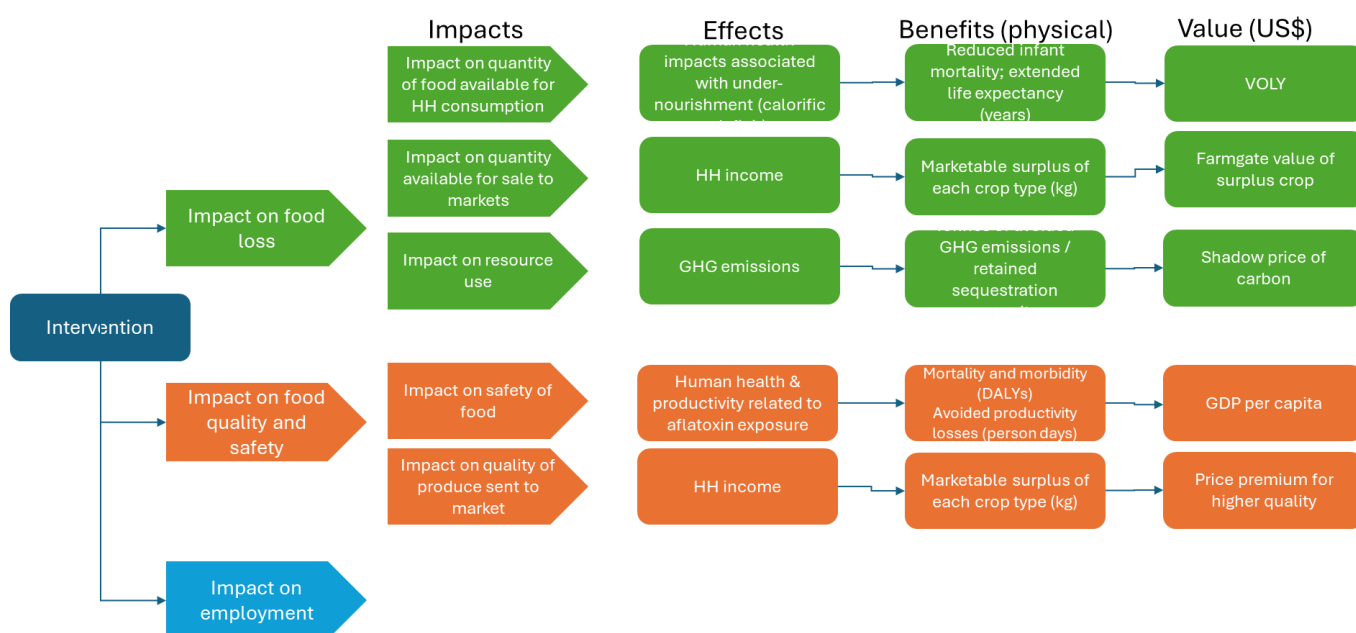 Impacts
Effects
Benefits (physical)
Value (US$)
Impact on quantity
of food available for
HH consumption
impacts associated
with under-
nourishment (calorific
Reduced infant
mortality; extended
life expectancy
(years)
VOLY
Impact on quantity
available for sale to
markets
HH income
Marketable surplus of
each crop type (kg)
Farmgate value of
surplus crop
Impact on food
loss
Impact on resource
use
GHG emissions
GHG emissions /
retained
sequestration
Shadow price of
carbon
Intervention
Impact on food
quality and
safety
Impact on safety of
food
Human health &
productivity related to
aflatoxin exposure
Mortality and morbidity
(DALYs)
Avoided productivity
losses (person days)
GDP per capita
Impact on quality of
produce sent to
market
HH income
Marketable surplus of
each crop type (kg)
Price premium for
higher quality
Impact on
employment